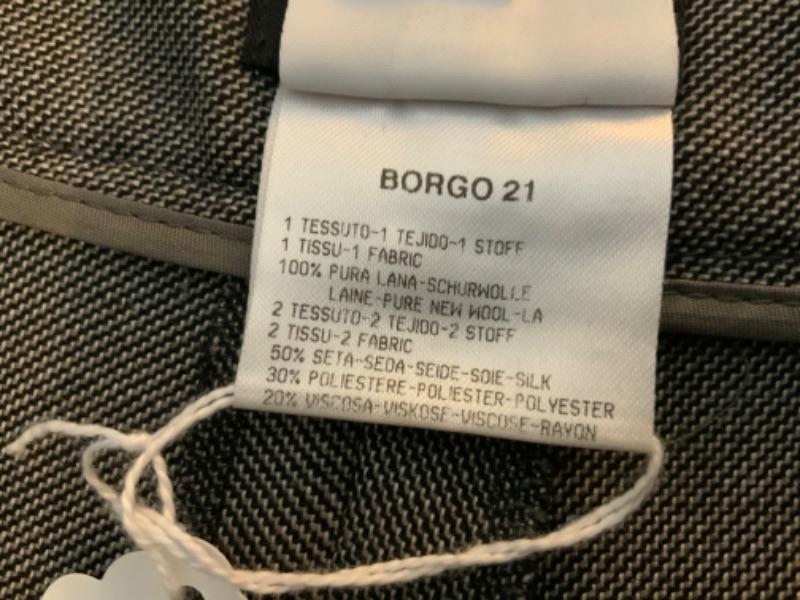 BORGO 21
1 TESSUTO-1 TEJIDO-1 STOFF
1 TISSU-1 FABRIC
100% PURA LANA-SCHURWOLLE
LAINE-PURE NEW WOOL-LA
2 TESSUTO-2 TEJIDO-2 STOFF
2 TISSU-2 FABRIC
50% SETA-SEDA-SEIDE-SOIE-SILK
30% POLIESTERE-POLIESTER-POLYESTER
20% VISCOSA-VISKOSE-VISCOSE-RAYON